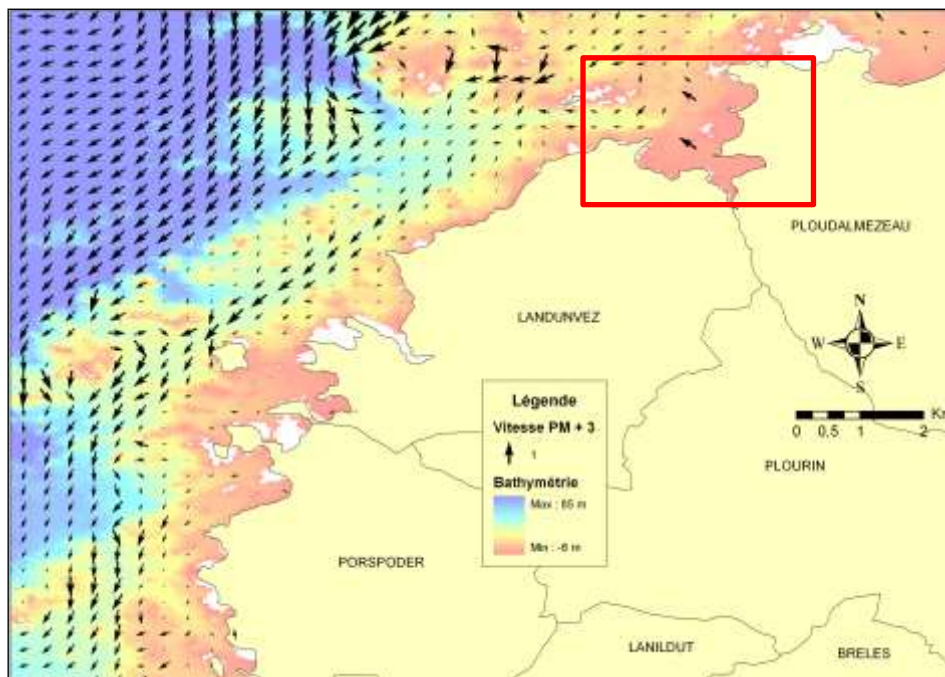 PLOUDALMEZEAU
LANDUNVEZ
N
W E
S
Légende
Vitesse PM + 3
1
Bathymétrie
Max : 65 m
Min : -6 m
Km
0 0,5 1 2
PLOURIN
PORSPODER
LANILDUT
BRELES